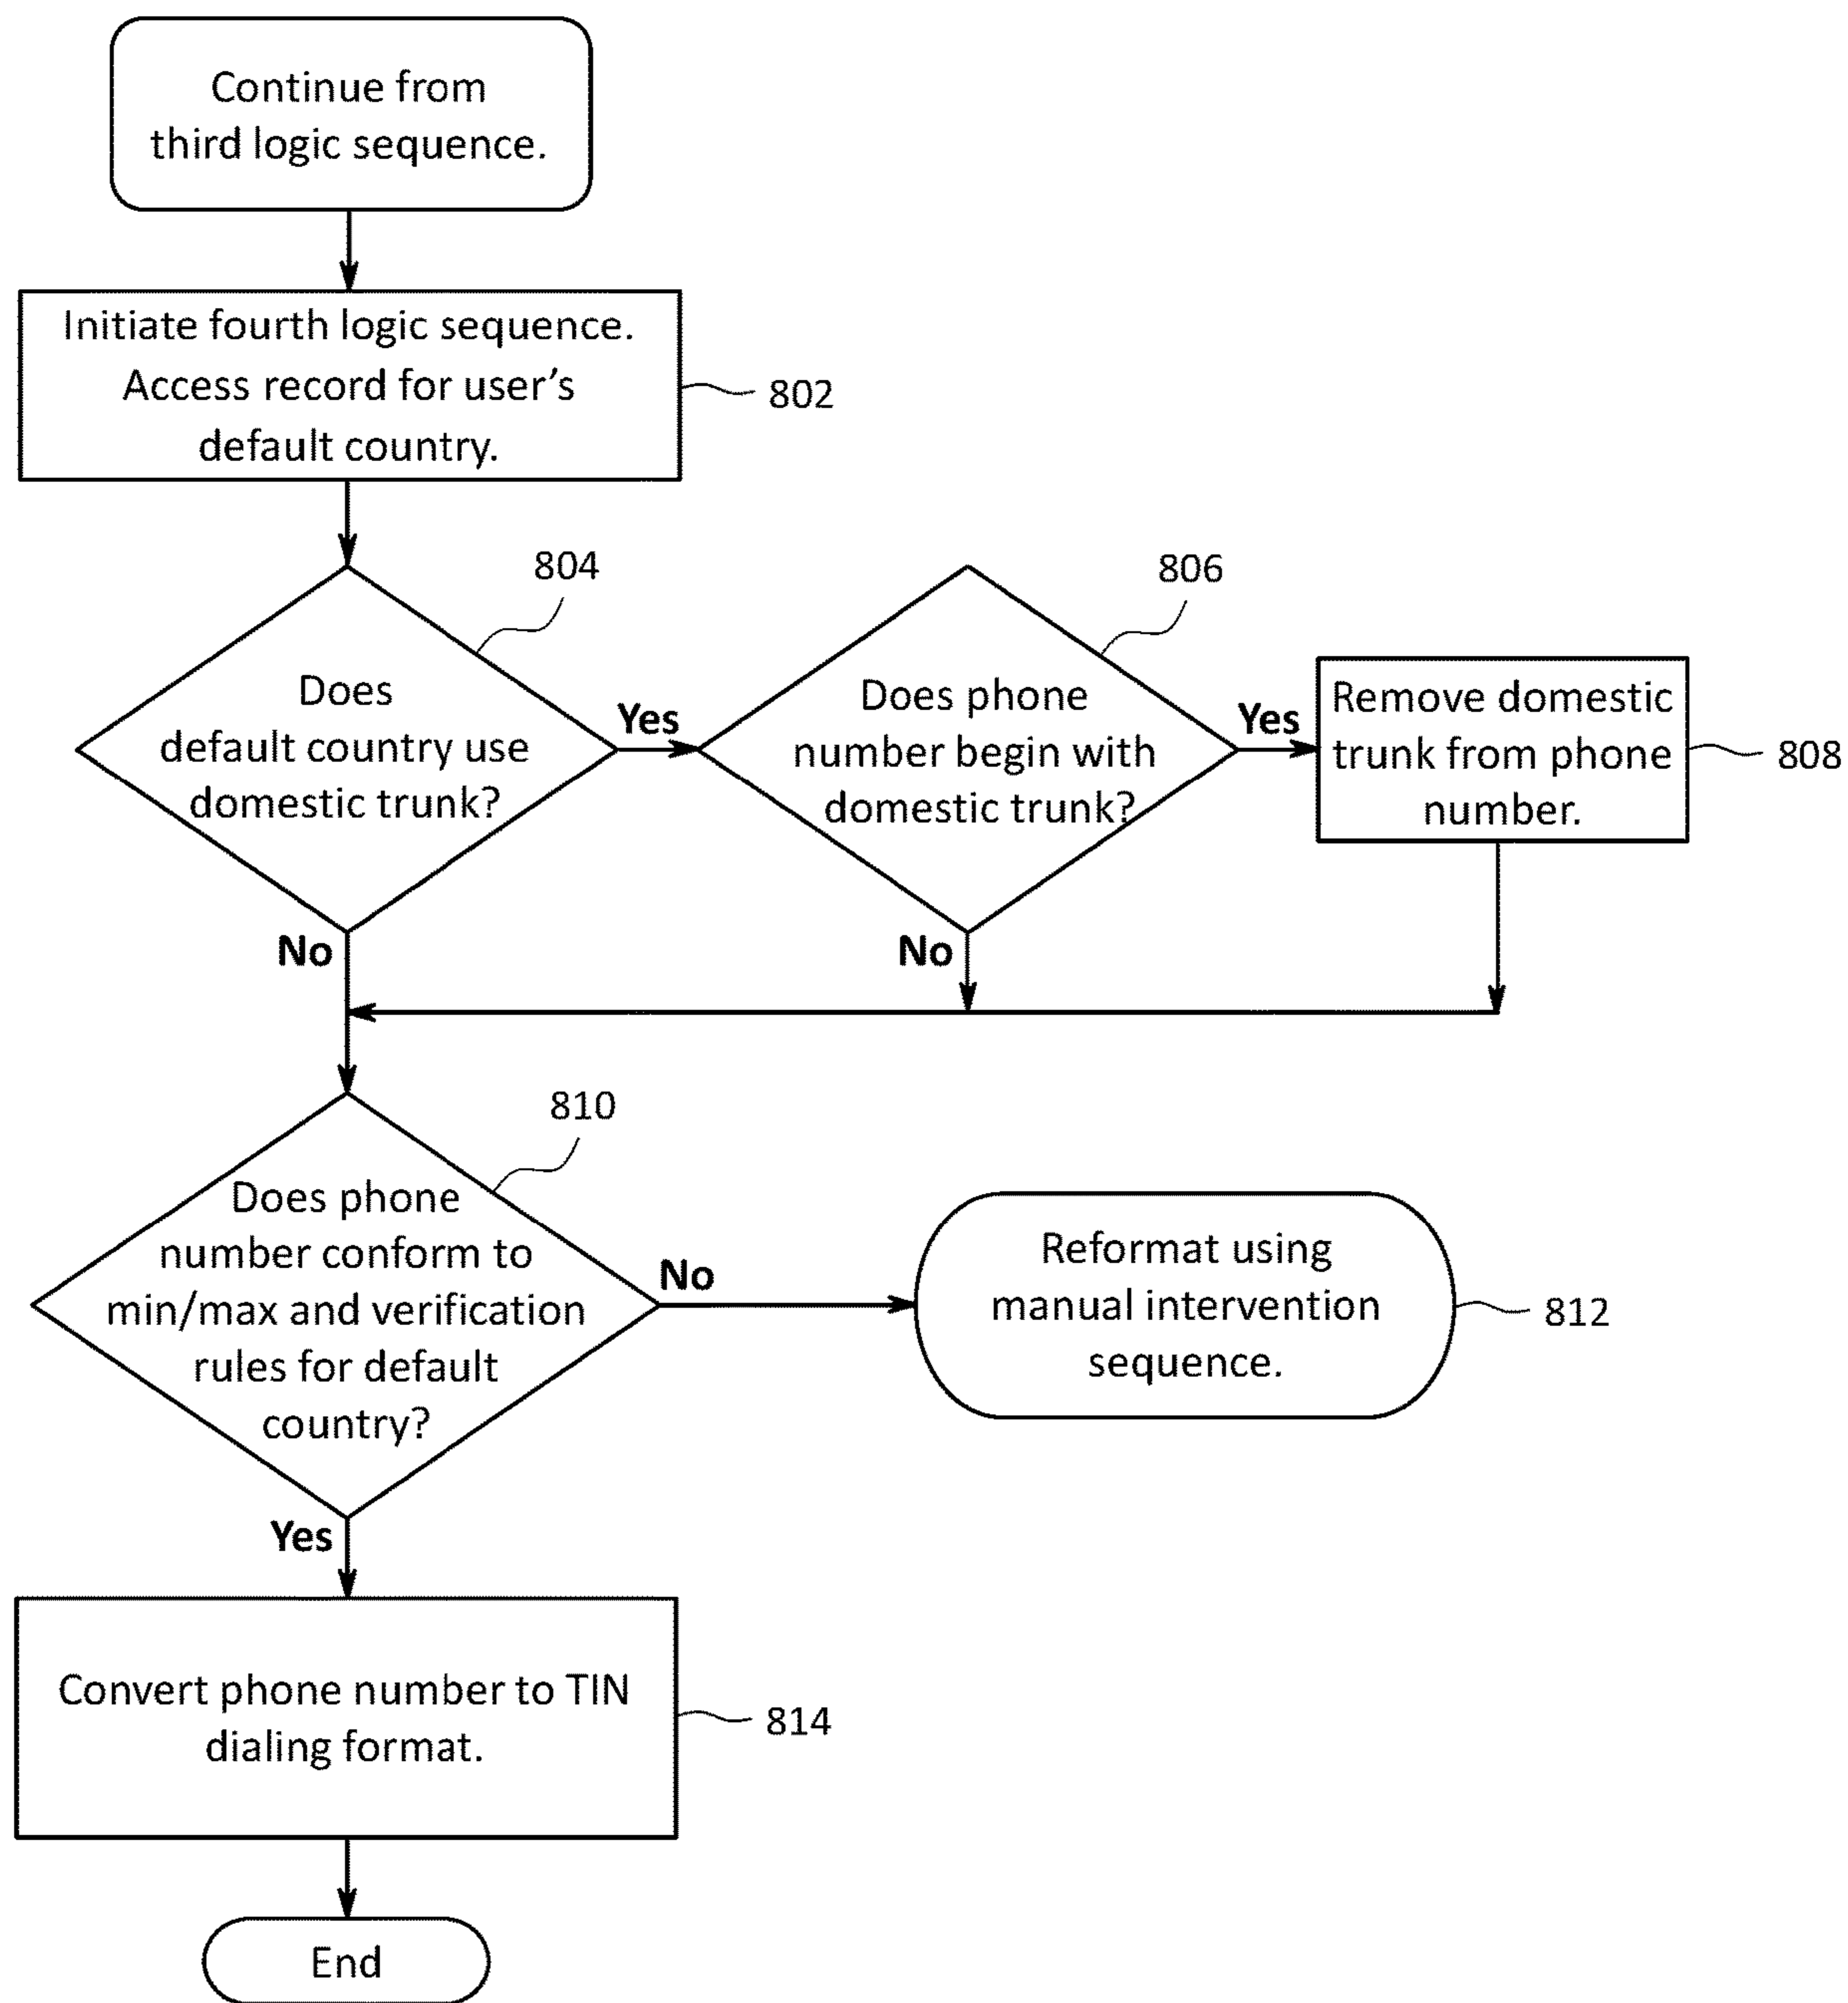 Continue from
third logic sequence.
Initiate fourth logic sequence.
Access record for user’s
default country.
802
804
Does
default country use
domestic trunk?
Yes
No
806
Does phone
number begin with
domestic trunk?
Yes
No
Remove domestic
trunk from phone
number.
808
810
Does phone
number conform to
min/max and verification
rules for default
country?
No
Yes
Reformat using
manual intervention
sequence.
812
Convert phone number to TIN
dialing format.
814
End